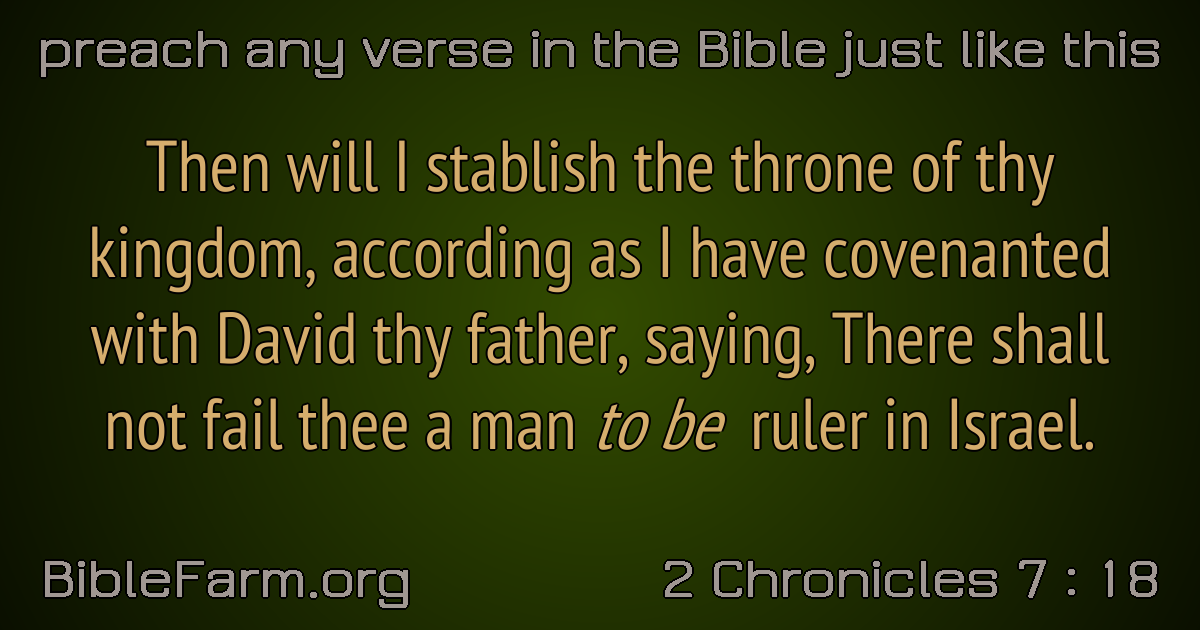 preach any verse in the Bible just like this
Then will I stablish the throne of thy
kingdom, according as I have covenanted
with David thy father, saying, There shall
not fail thee a man to be ruler in Israel.
BibleFarm.org
2 Chronicles 7 : 18